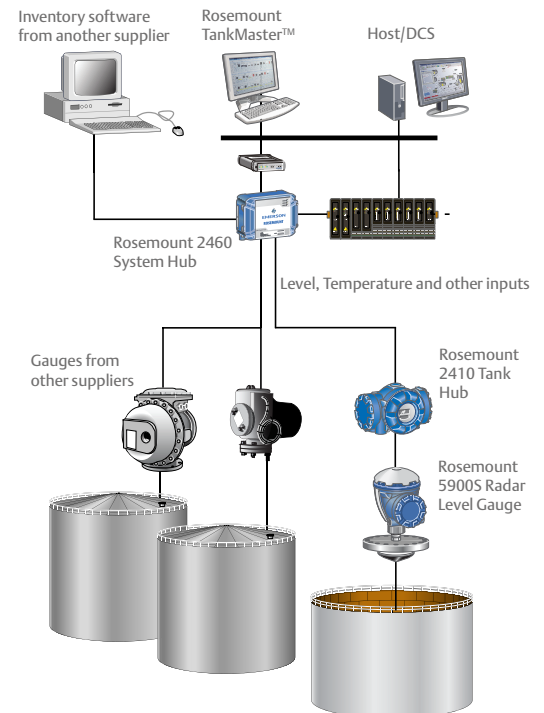 Inventory software
from another supplier
Rosemount
TankMaster™
Host/DCS
EMERSON
Rosemount 2460
System Hub
Level, Temperature and other inputs
Gauges from
other suppliers
Rosemount
2410 Tank
Hub
Rosemount
5900S Radar
Level Gauge